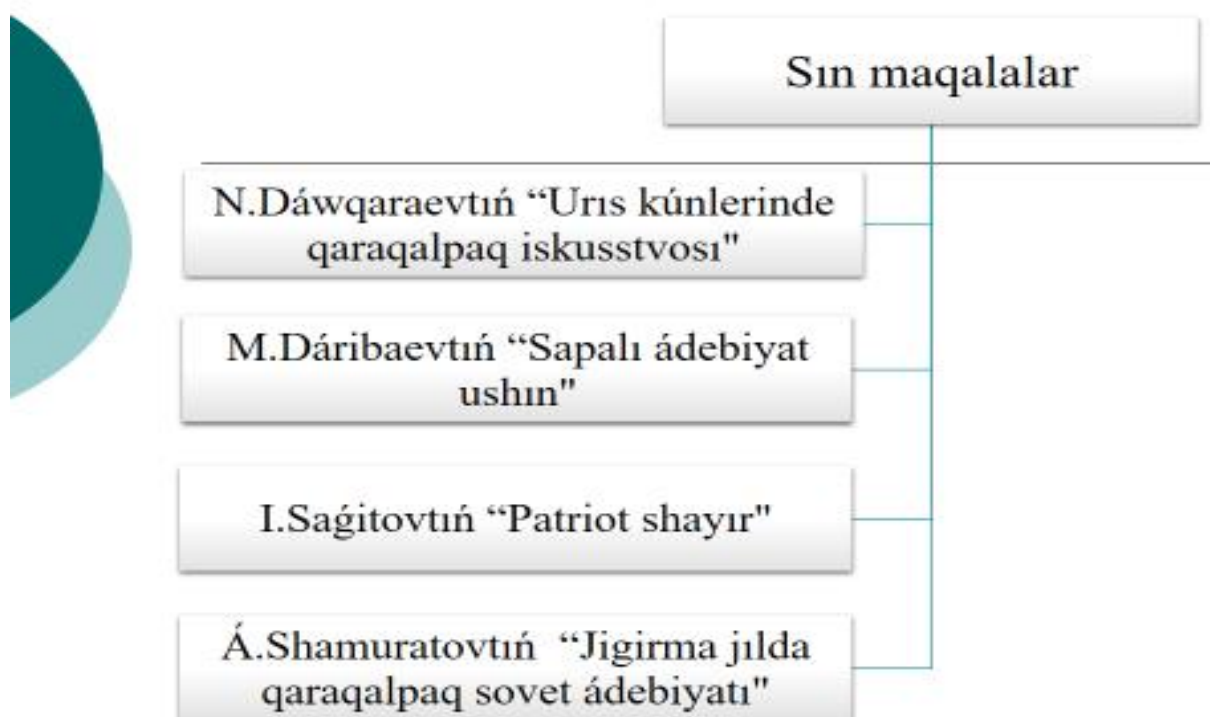 Sın maqalalar
N.Dáwqaraevtıń “Urıs kúnlerinde
qaraqalpaq iskusstvosı"
M.Dáribaevtıń “Sapalı ádebiyat
ushın"
I.Saǵitovtıń “Patriot shayır"
Á.Shamuratovtıń “Jigirma jılda
qaraqalpaq sovet ádebiyatı"